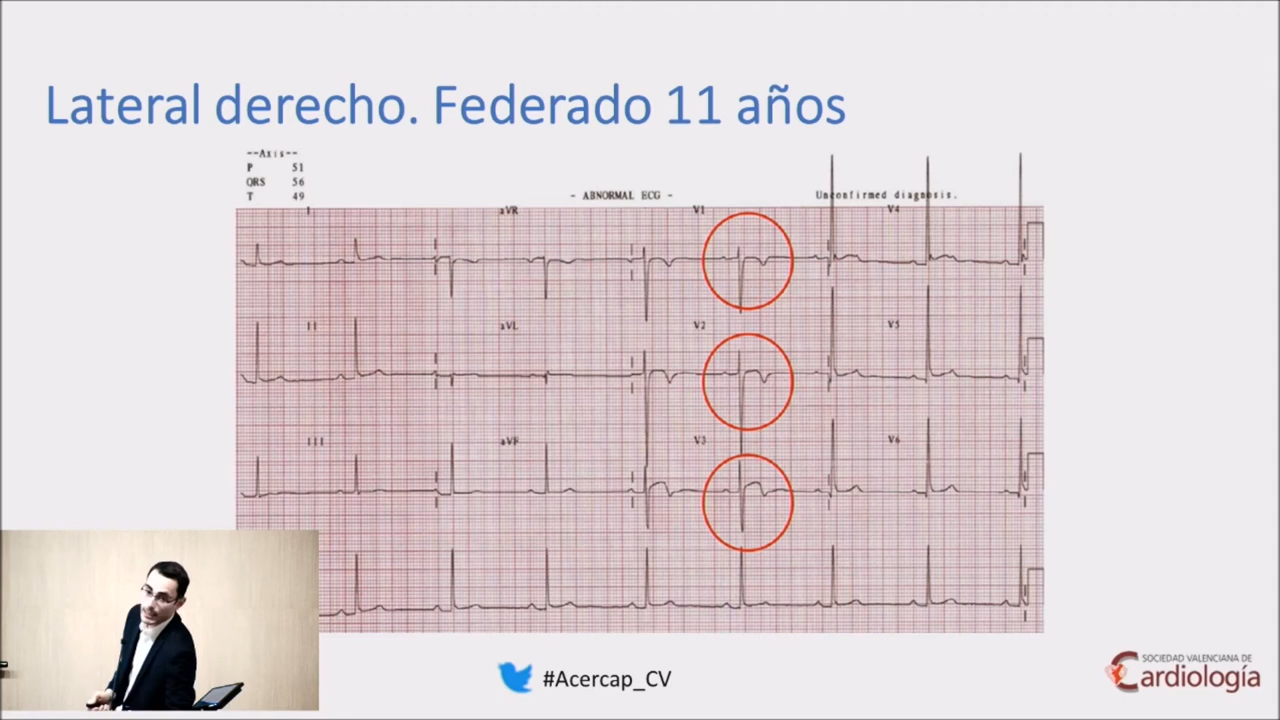 Lateral derecho. Federado 11 años
--Axis--
P 51
QRS 56
T 49
- ABNORMAL ECG -
Unconfirmed diagnosis.
I aVR V1 V4
II aVL V2 V5
III aVF V3 V6
#Acercap_CV
SOCIEDAD VALENCIANA DE
Cardiología